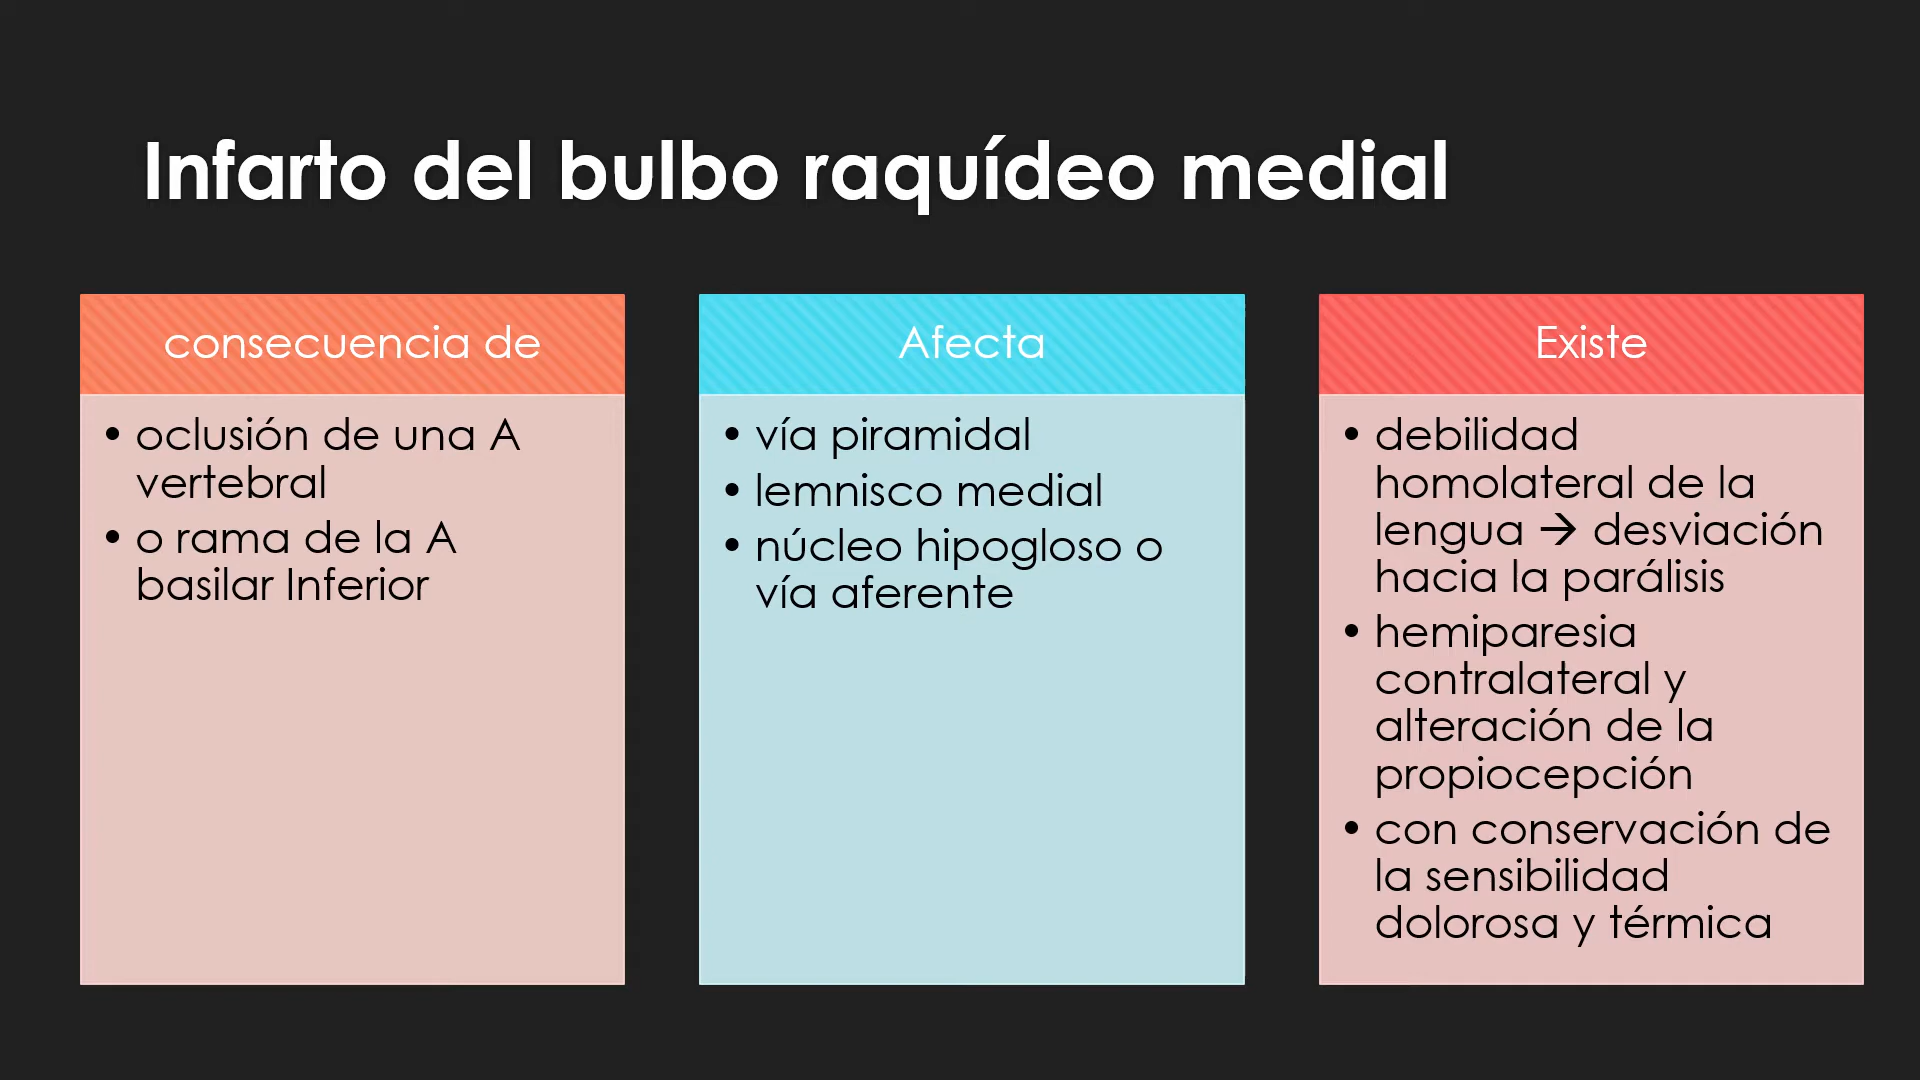 Infarto del bulbo raquídeo medial
consecuencia de
• oclusión de una A
vertebral
• o rama de la A
basilar Inferior
Afecta
• vía piramidal
• lemnisco medial
• núcleo hipogloso o
vía aferente
Existe
• debilidad
homolateral de la
lengua → desviación
hacia la parálisis
• hemiparesia
contralateral y
alteración de la
propiocepción
• con conservación de
la sensibilidad
dolorosa y térmica